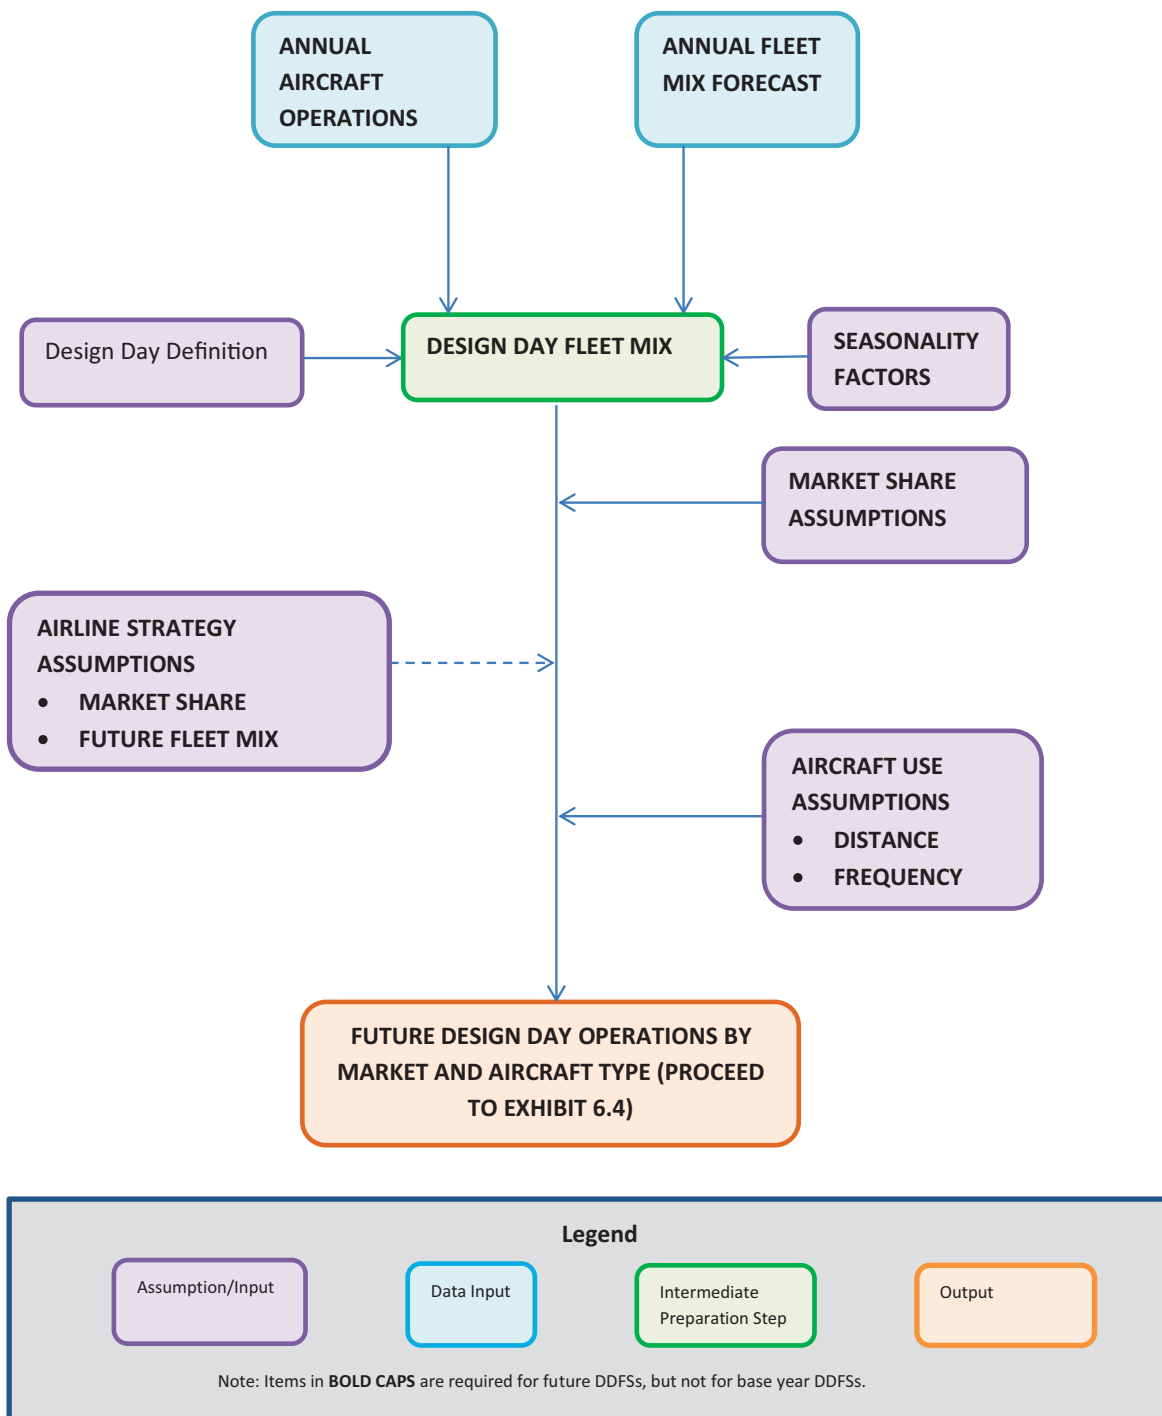 ANNUAL
AIRCRAFT
OPERATIONS
ANNUAL FLEET
MIX FORECAST
Design Day Definition
DESIGN DAY FLEET MIX
SEASONALITY
FACTORS
MARKET SHARE
ASSUMPTIONS
AIRLINE STRATEGY
ASSUMPTIONS
• MARKET SHARE
• FUTURE FLEET MIX
AIRCRAFT USE
ASSUMPTIONS
• DISTANCE
• FREQUENCY
FUTURE DESIGN DAY OPERATIONS BY
MARKET AND AIRCRAFT TYPE (PROCEED
TO EXHIBIT 6.4)
Legend
Assumption/Input
Data Input
Intermediate
Preparation Step
Output
Note: Items in BOLD CAPS are required for future DDFSs, but not for base year DDFSs.